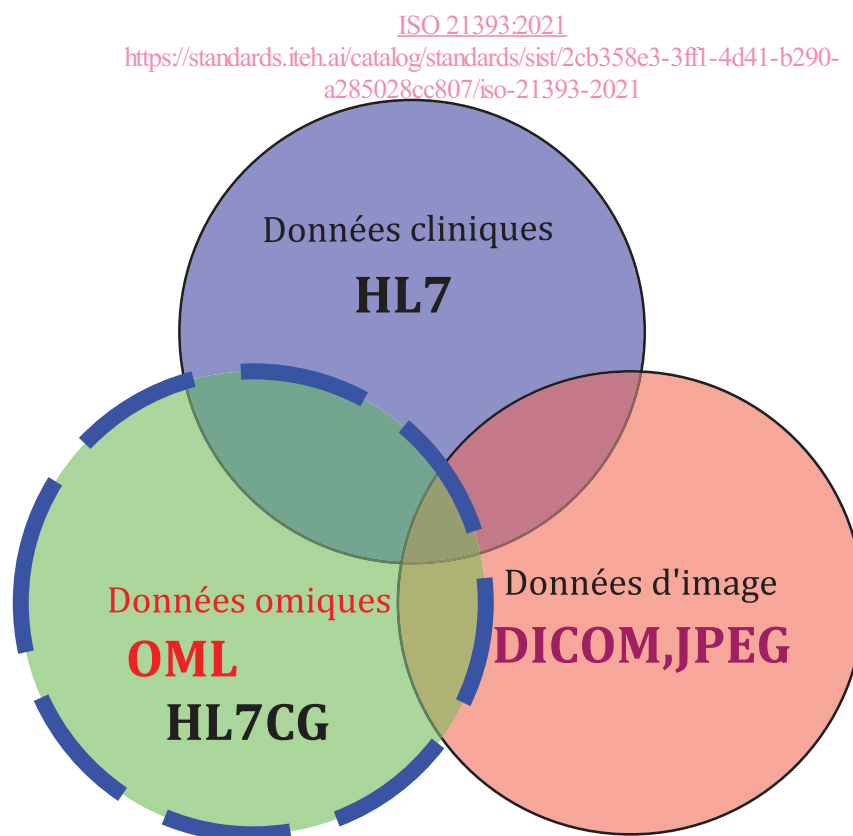 ISO 21393:2021
https://standards.iteh.ai/catalog/standards/sist/2cb358e3-3ff1-4d41-b290-
a285028cc807/iso-21393-2021
Données cliniques
HL7
Données d'image
DICOM,JPEG
Données omiques
OML
HL7CG